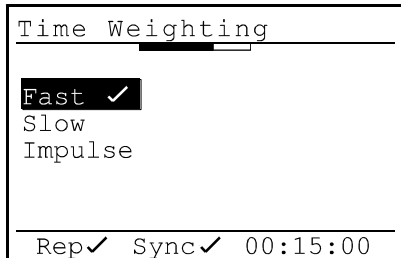 Time Weighting
Fast ✓
Slow
Impulse
Rep✓ Sync✓ 00:15:00